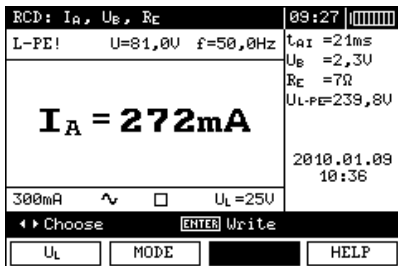 RCD: IA, UB, RE 09:27
L-PE! U=81,0V f=50,0Hz
tAI =21ms
UB =2,3V
RE =7Ω
UL-PE=239,8V
IA = 272mA
2010.01.09
10:36
300mA UL=25V
Choose ENTER Write
UL MODE HELP